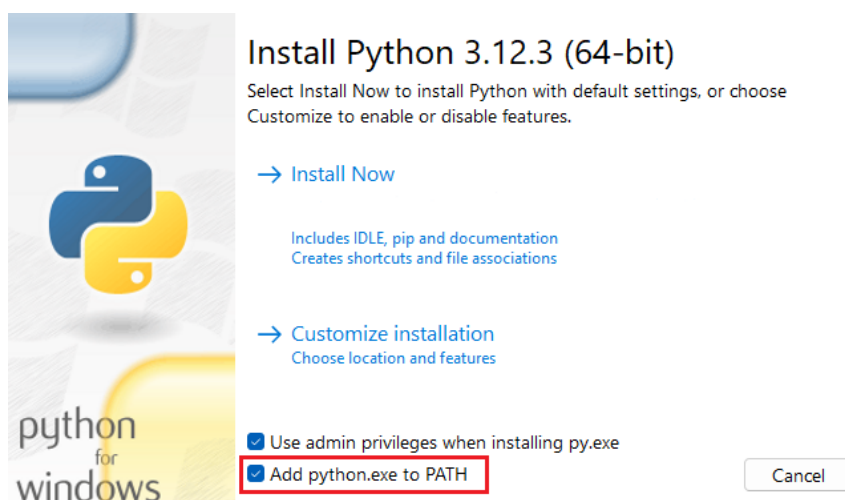 Install Python 3.12.3 (64-bit)
Select Install Now to install Python with default settings, or choose
Customize to enable or disable features.
→ Install Now
Includes IDLE, pip and documentation
Creates shortcuts and file associations
→ Customize installation
Choose location and features
python
for
windows
Use admin privileges when installing py.exe
Add python.exe to PATH
Cancel